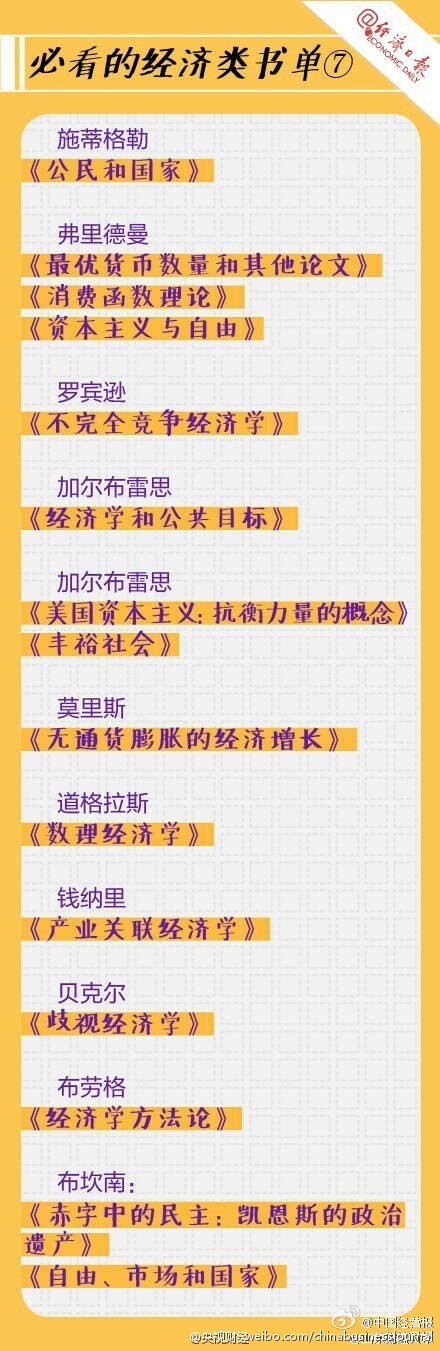 @经济日报
ECONOMIC DAILY
必看的经济类书单⑦
施蒂格勒
《公民和国家》
弗里德曼
《最优货币数量和其他论文》
《消费函数理论》
《资本主义与自由》
罗宾逊
《不完全竞争经济学》
加尔布雷思
《经济学和公共目标》
加尔布雷思
《美国资本主义：抗衡力量的概念》
《丰裕社会》
莫里斯
《无通货膨胀的经济增长》
道格拉斯
《数理经济学》
钱纳里
《产业关联经济学》
贝克尔
《歧视经济学》
布劳格
《经济学方法论》
布坎南：
《赤字中的民主：凯恩斯的政治
遗产》
《自由、市场和国家》
@中国经营报
@央视财经
weibo.com/chinabusinessjournal